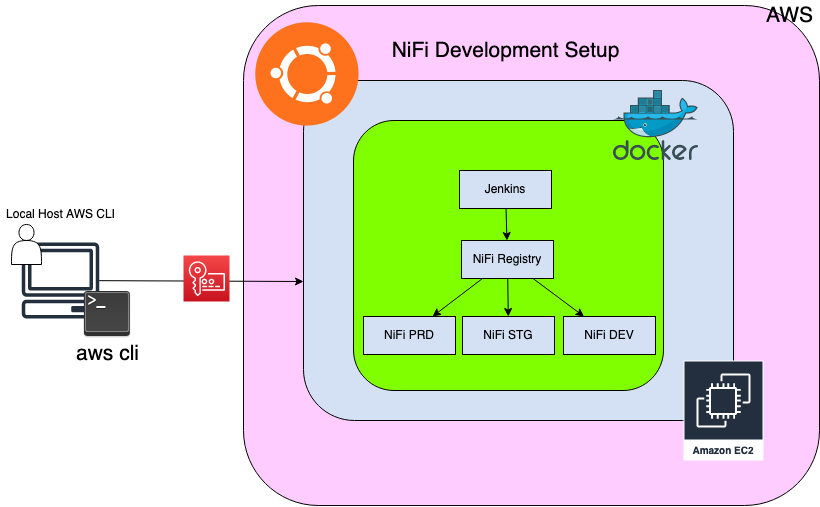 AWS
NiFi Development Setup
docker
Jenkins
Local Host AWS CLI
NiFi Registry
>_
NiFi PRD
NiFi STG
NiFi DEV
aws cli
Amazon EC2